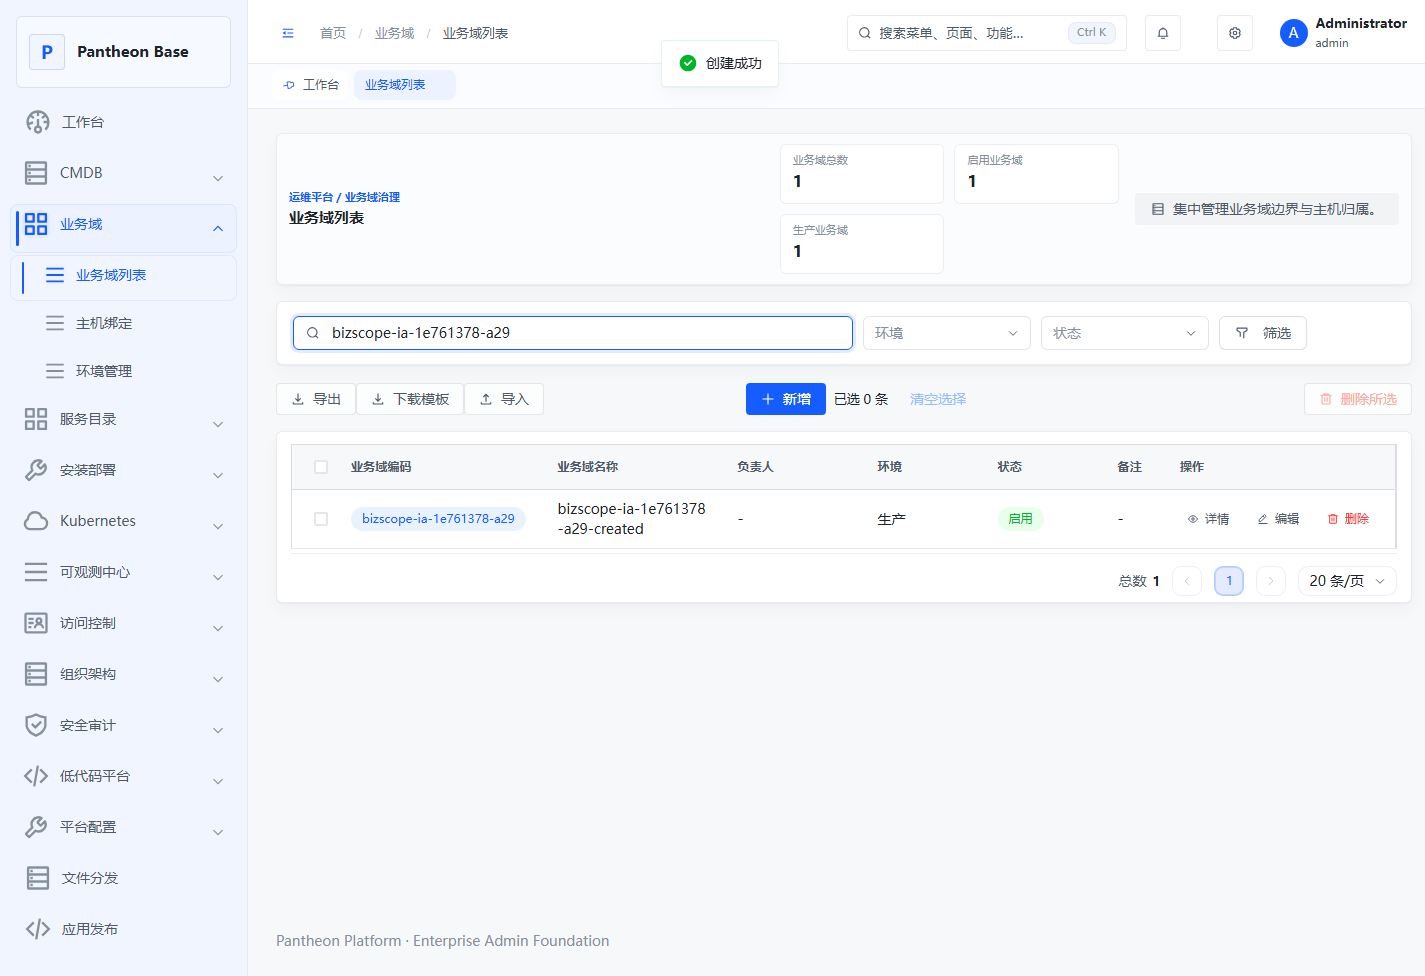 P
Pantheon Base
工作台
CMDB
业务域
业务域列表
主机绑定
环境管理
服务目录
安装部署
Kubernetes
可观测中心
访问控制
组织架构
安全审计
低代码平台
平台配置
文件分发
应用发布
首页 / 业务域 / 业务域列表
搜索菜单、页面、功能... Ctrl K
A
Administrator
admin
创建成功
工作台
业务域列表
运维平台 / 业务域治理
业务域列表
业务域总数
1
启用业务域
1
生产业务域
1
集中管理业务域边界与主机归属。
bizscope-ia-1e761378-a29
环境
状态
筛选
导出
下载模板
导入
新增
已选 0 条
清空选择
删除所选
业务域编码 业务域名称 负责人 环境 状态 备注 操作
bizscope-ia-1e761378-a29
bizscope-ia-1e761378
-a29-created
-
生产
启用
-
详情
编辑
删除
总数 1
1
20 条/页
Pantheon Platform · Enterprise Admin Foundation